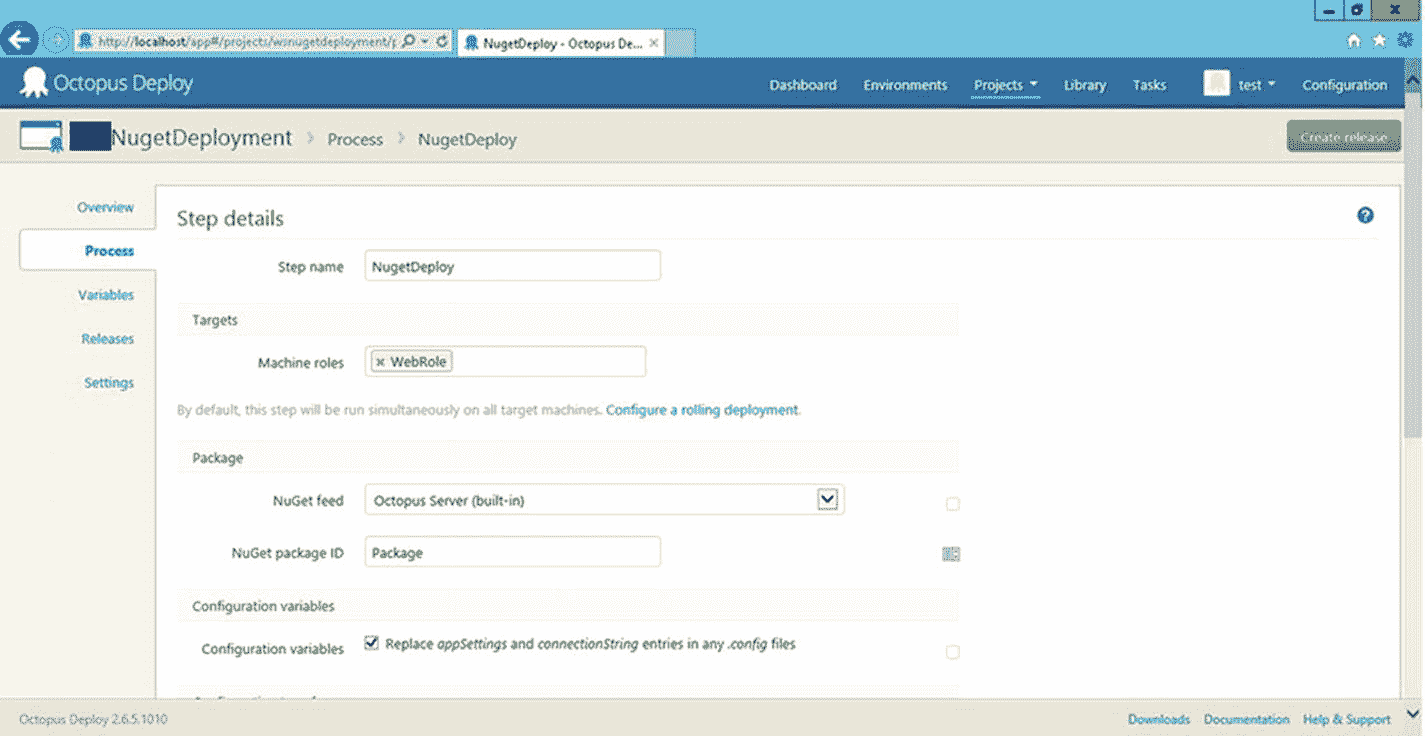 http://localhost/app#/projects/wsnugetdeployment/p
NugetDeploy - Octopus De...
Octopus Deploy
Dashboard Environments Projects Library Tasks test Configuration
NugetDeployment > Process > NugetDeploy
Create release
Overview
Process
Variables
Releases
Settings
Step details
Step name NugetDeploy
Targets
Machine roles × WebRole
By default, this step will be run simultaneously on all target machines. Configure a rolling deployment.
Package
NuGet feed Octopus Server (built-in)
NuGet package ID Package
Configuration variables
Configuration variables Replace appSettings and connectionString entries in any .config files
Octopus Deploy 2.6.5.1010
Downloads Documentation Help & Support